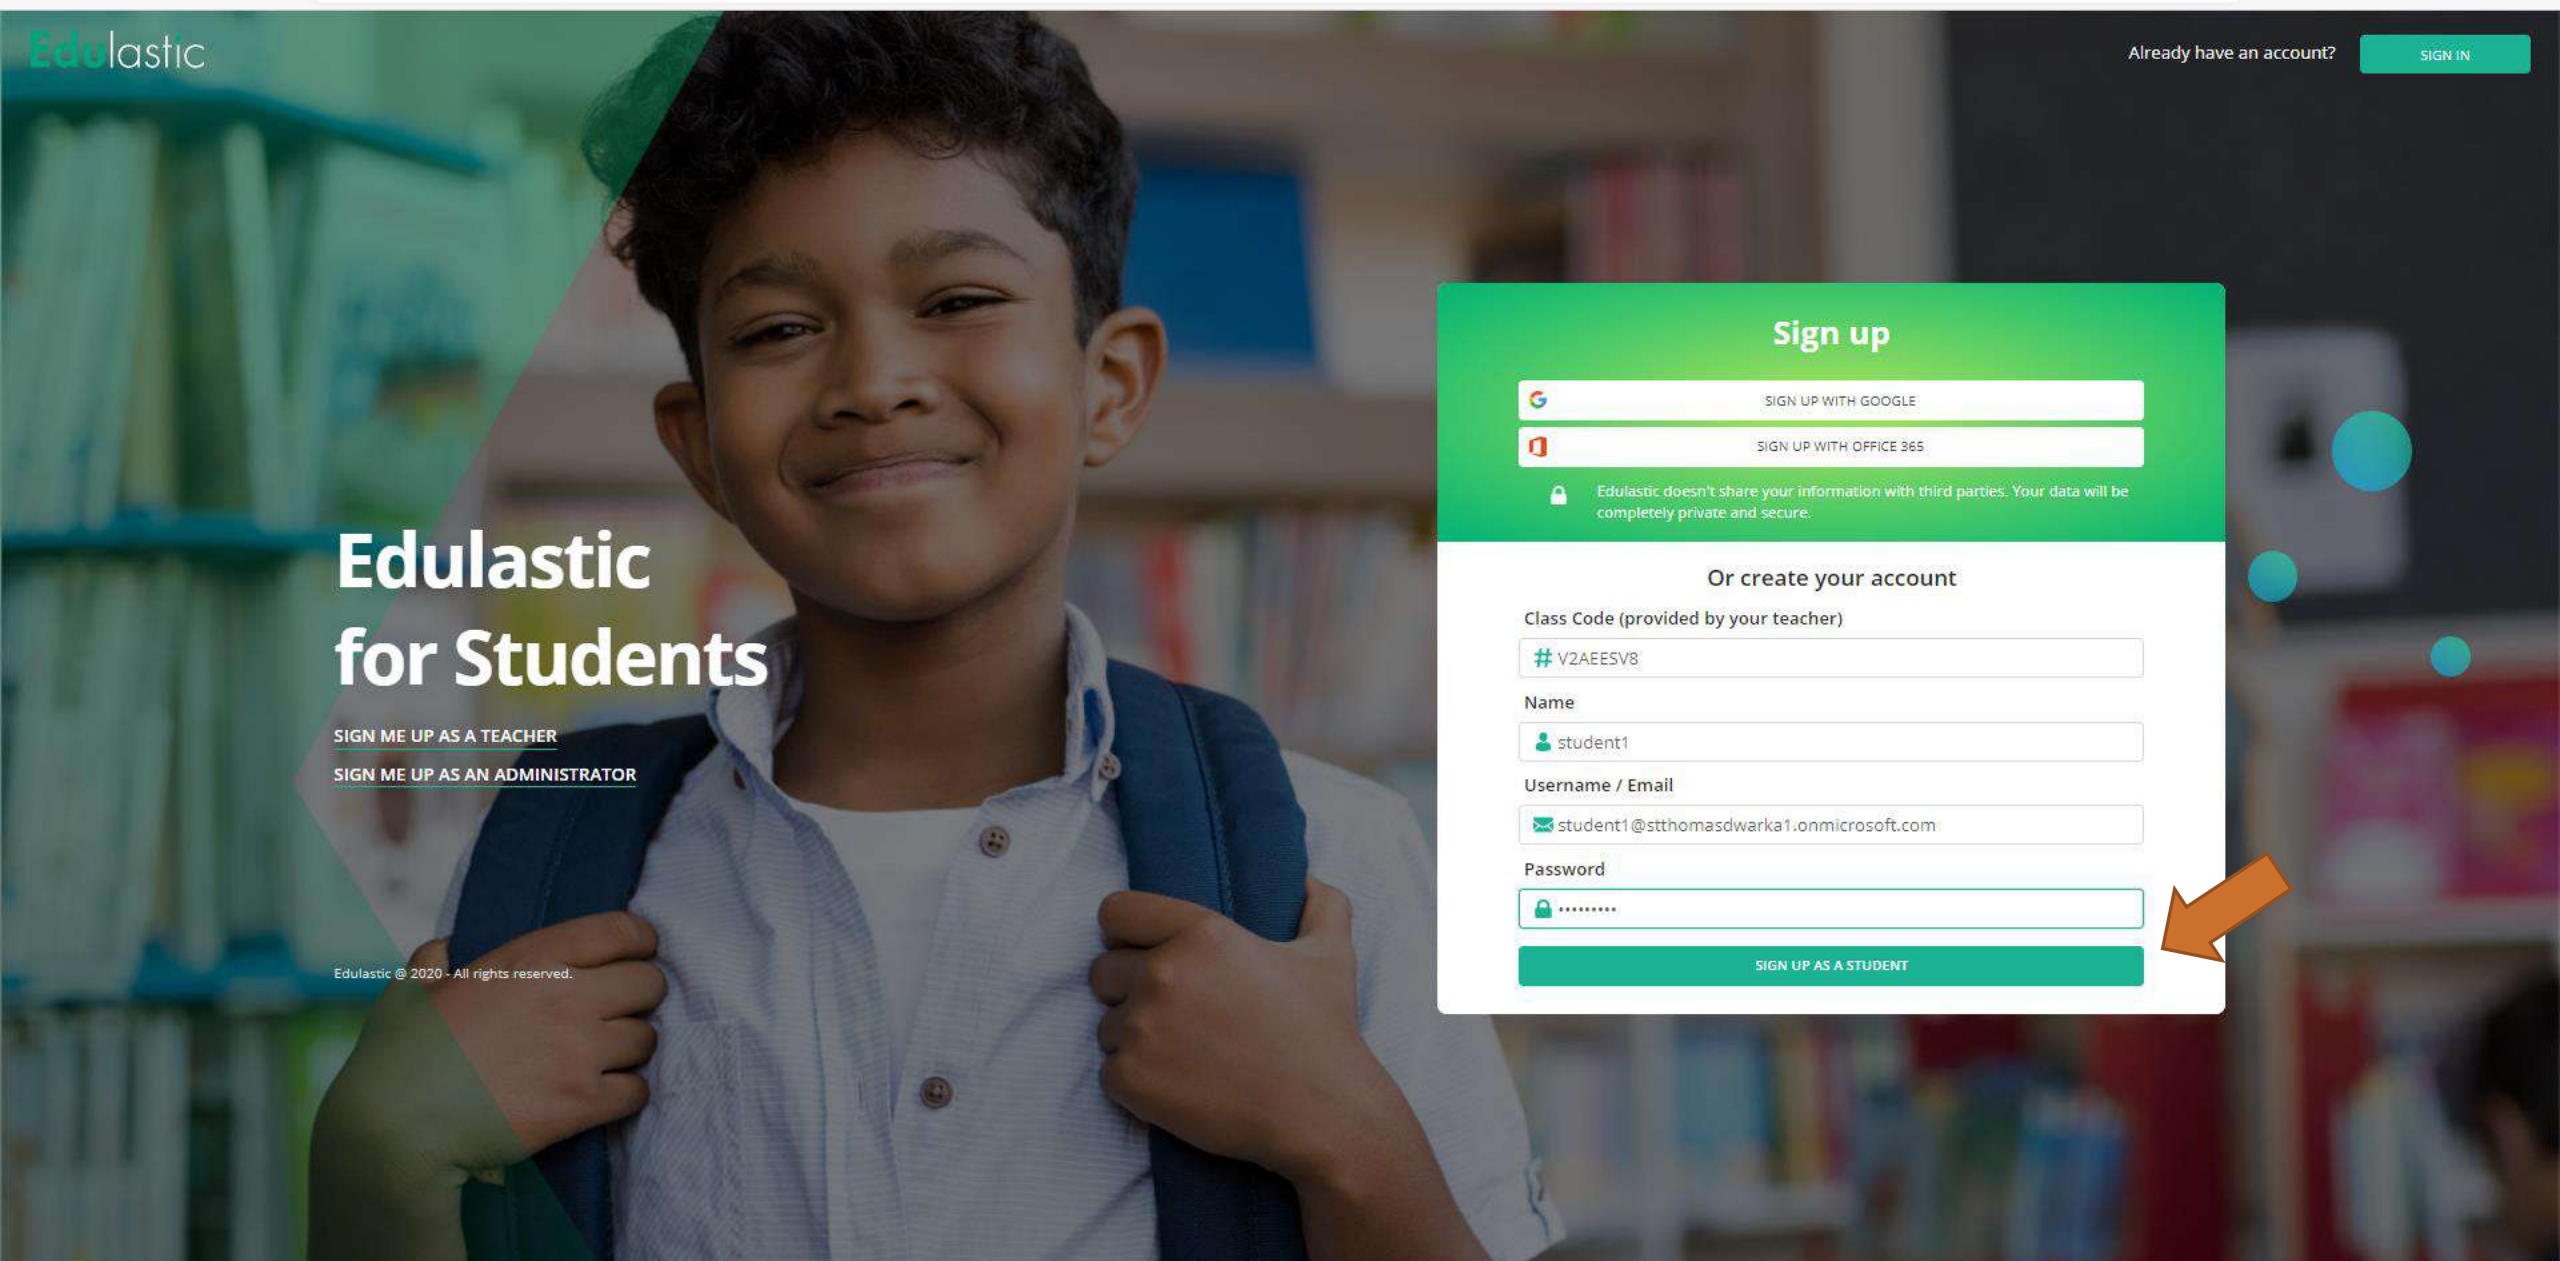 Edulastic
Already have an account?
SIGN IN
Edulastic
for Students
SIGN ME UP AS A TEACHER
SIGN ME UP AS AN ADMINISTRATOR
Edulastic @ 2020 - All rights reserved.
Sign up
SIGN UP WITH GOOGLE
SIGN UP WITH OFFICE 365
Edulastic doesn't share your information with third parties. Your data will be
completely private and secure.
Or create your account
Class Code (provided by your teacher)
# V2AEESV8
Name
student1
Username / Email
student1@stthomasdwarka1.onmicrosoft.com
Password
•••••••••
SIGN UP AS A STUDENT